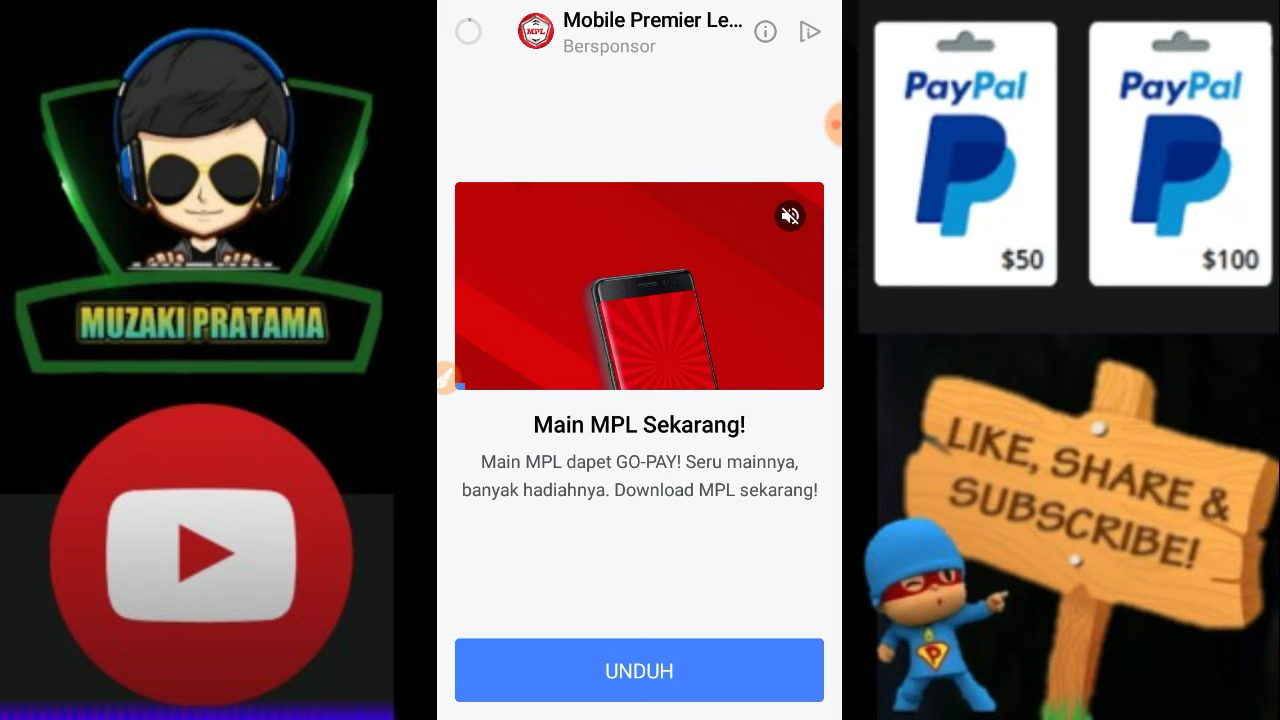 MUZAKI PRATAMA
MPL
Mobile Premier Le...
Bersponsor
Main MPL Sekarang!
Main MPL dapet GO-PAY! Seru mainnya,
banyak hadiahnya. Download MPL sekarang!
UNDUH
PayPal
$50
PayPal
$100
LIKE, SHARE &
SUBSCRIBE!
P